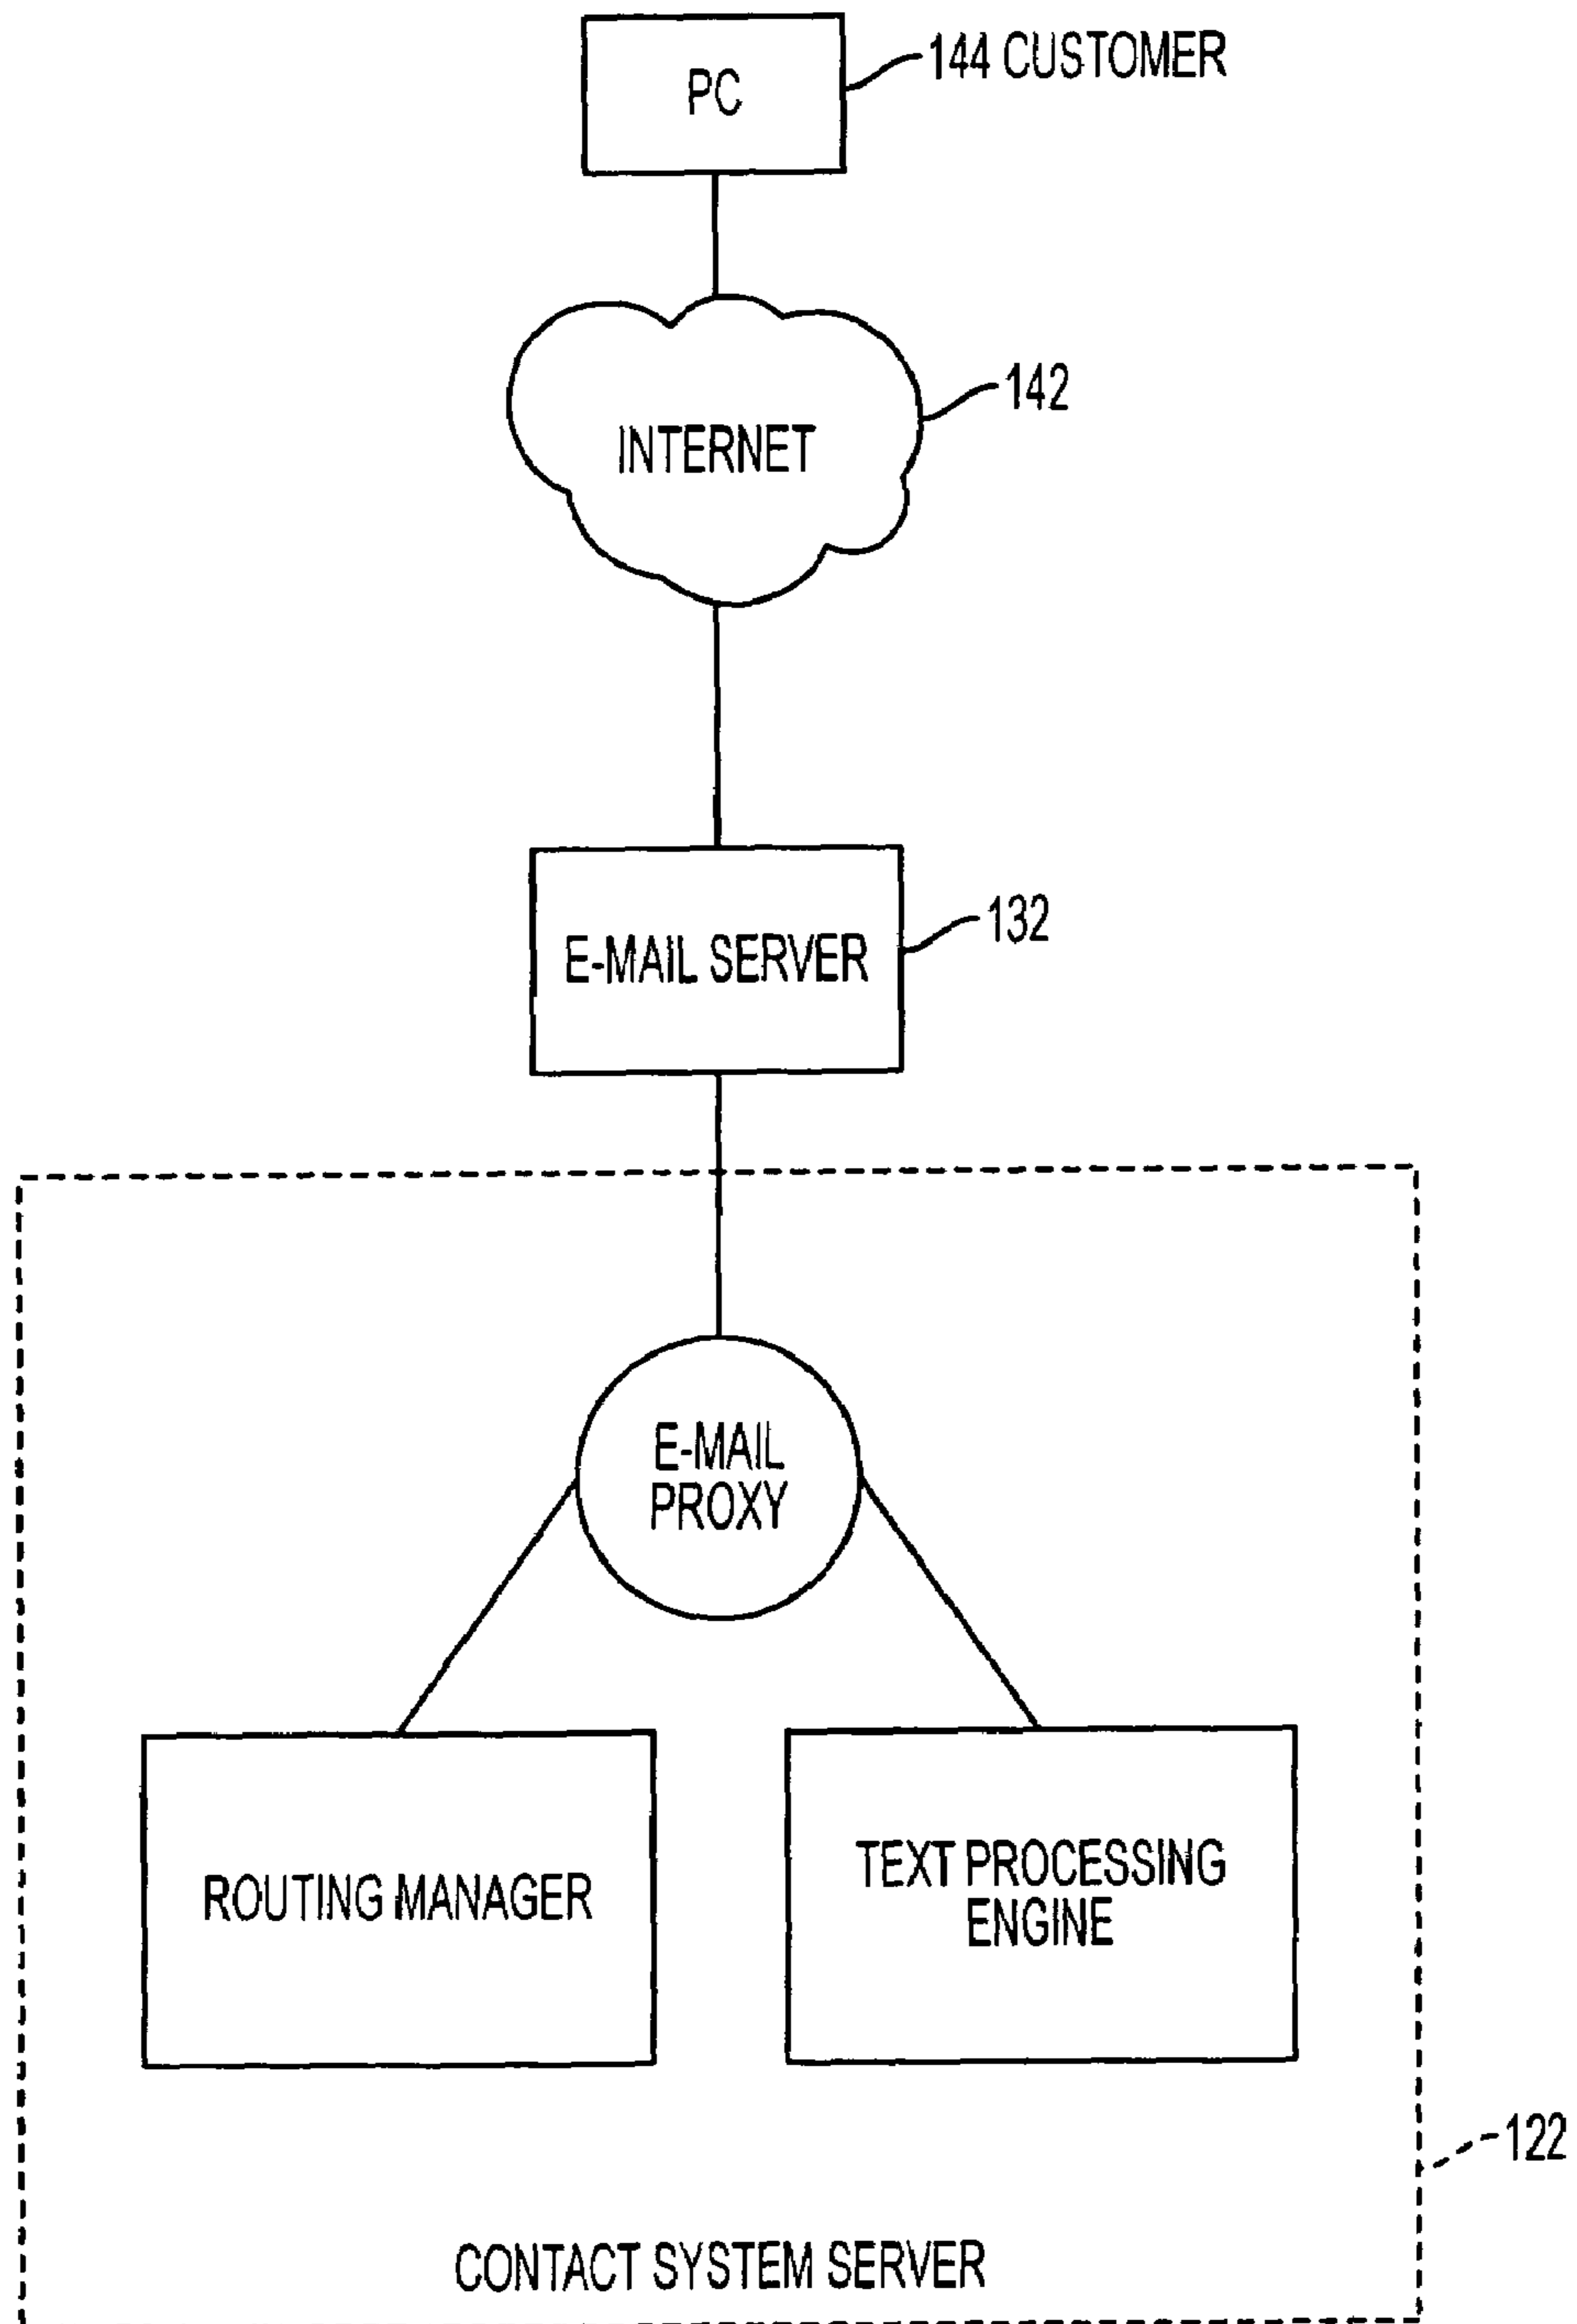 PC
144 CUSTOMER
INTERNET
142
E-MAIL SERVER
132
E-MAIL
PROXY
ROUTING MANAGER
TEXT PROCESSING
ENGINE
122
CONTACT SYSTEM SERVER